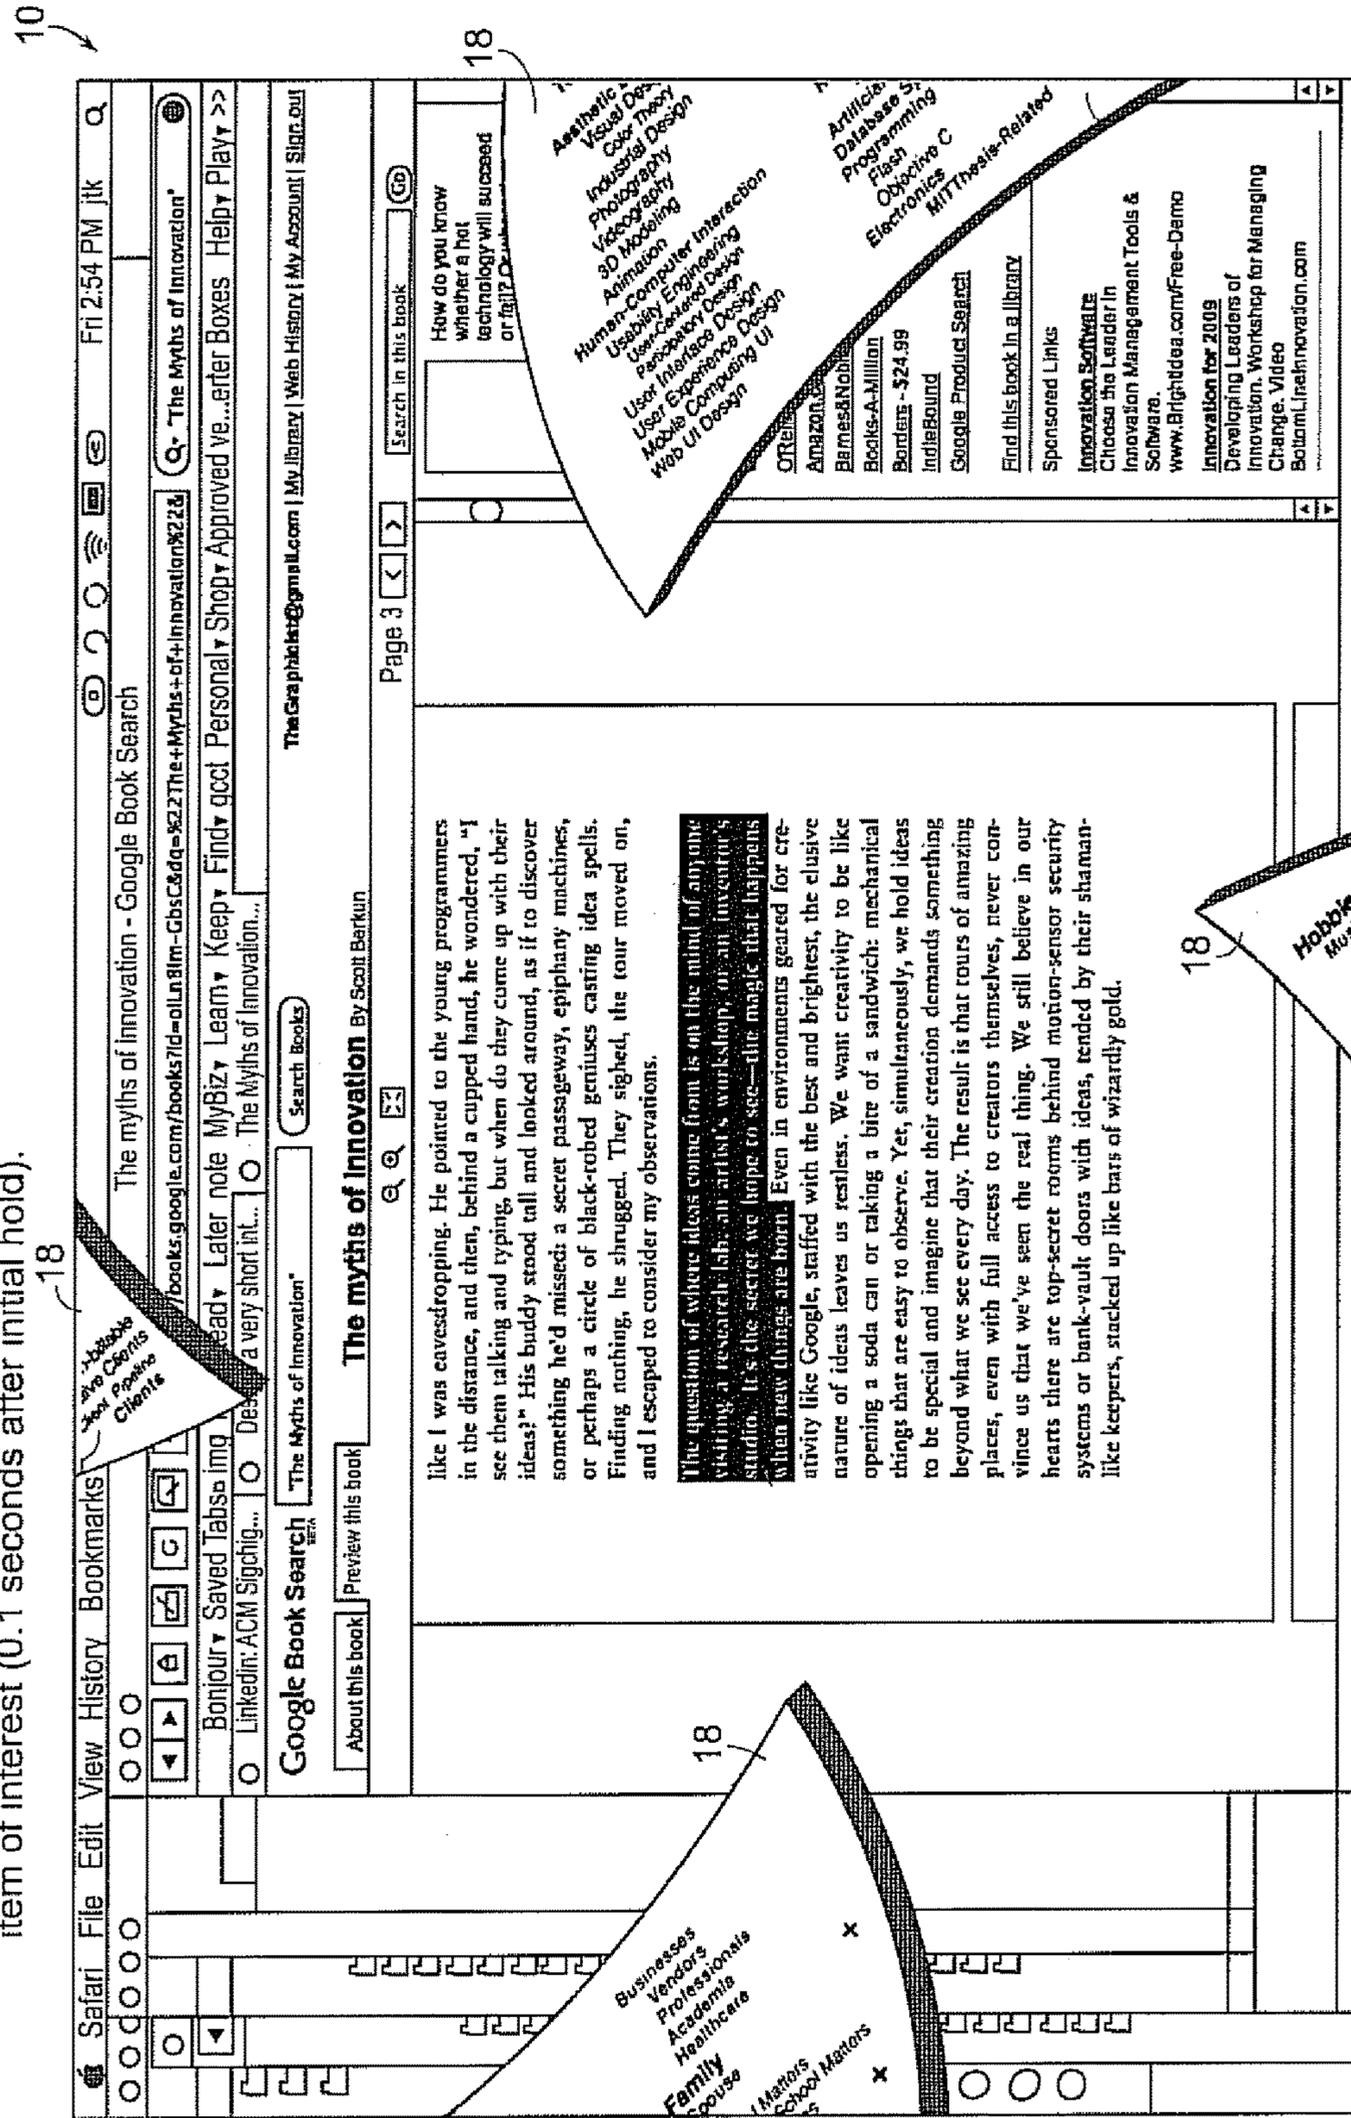 item of interest (0.1 seconds after initial hold).
10
18
Safari File Edit View History Bookmarks
Fri 2:54 PM jtk
The myths of innovation - Google Book Search
/books.google.com/books?id=oiLn8Im-GbsC&dq=%22The+Myths+of+Innovation%22&
"The Myths of Innovation"
Bonjour Saved Tabs
Later note MyBiz Learn Keep Find gcct Personal Shop Approved Ve...erter Boxes Help Play >>
LinkedIn: ACM Sigchig...
a very short int...
The Myths of Innovation...
Clients
TheGraphicist@gmail.com | My library | Web History | My Account | Sign out
Google Book Search
BETA
"The Myths of Innovation"
Search Books
About this book
Preview this book
The myths of innovation By Scott Berkun
Page 3
< >
Search in this book
Go
like I was eavesdropping. He pointed to the young programmers
in the distance, and then, behind a cupped hand, he wondered, "I
see them talking and typing, but when do they come up with their
ideas?" His buddy stood tall and looked around, as if to discover
something he'd missed: a secret passageway, epiphany machines,
or perhaps a circle of black-robed geniuses casting idea spells.
Finding nothing, he shrugged. They sighed, the tour moved on,
and I escaped to consider my observations.
The question of where ideas come from is on the mind of anyone
visiting a research lab, an artist's workshop, or an inventor's
studio. It's the secret we hope to see—the magic that happens
when new things are born. Even in environments geared for cre-
ativity like Google, staffed with the best and brightest, the elusive
nature of ideas leaves us restless. We want creativity to be like
opening a soda can or taking a bite of a sandwich: mechanical
things that are easy to observe. Yet, simultaneously, we hold ideas
to be special and imagine that their creation demands something
beyond what we see every day. The result is that tours of amazing
places, even with full access to creators themselves, never con-
vince us that we've seen the real thing. We still believe in our
hearts there are top-secret rooms behind motion-sensor security
systems or bank-vault doors with ideas, tended by their shaman-
like keepers, stacked up like bars of wizardly gold.
How do you know
whether a hot
technology will succeed
or fail?
18
Aesthetic
Visual Des
Color Theory
Industrial Design
Photography
Videography
3D Modeling
Animation
Human-Computer Interaction
Usability Engineering
User-Centered Design
Participatory Design
User Interface Design
User Experience Design
Mobile Computing UI
Web UI Design
Artificial
Database S
Programming
Flash
Objective C
Electronics
MITThesis-Related
Amazon
Barnes&Noble
Books-A-Million
Borders - $24.99
IndieBound
Google Product Search
Find this book in a library
Sponsored Links
Innovation Software
Choose the Leader In
Innovation Management Tools &
Software.
www.BrightIdea.com/Free-Demo
Innovation for 2009
Developing Leaders of
Innovation. Workshop for Managing
Change. Video
BottomLineInnovation.com
18
Businesses
Vendors
Professionals
Academia
Healthcare
Family
Spouse
Matters
School Matters
x
x
18
Hobbie